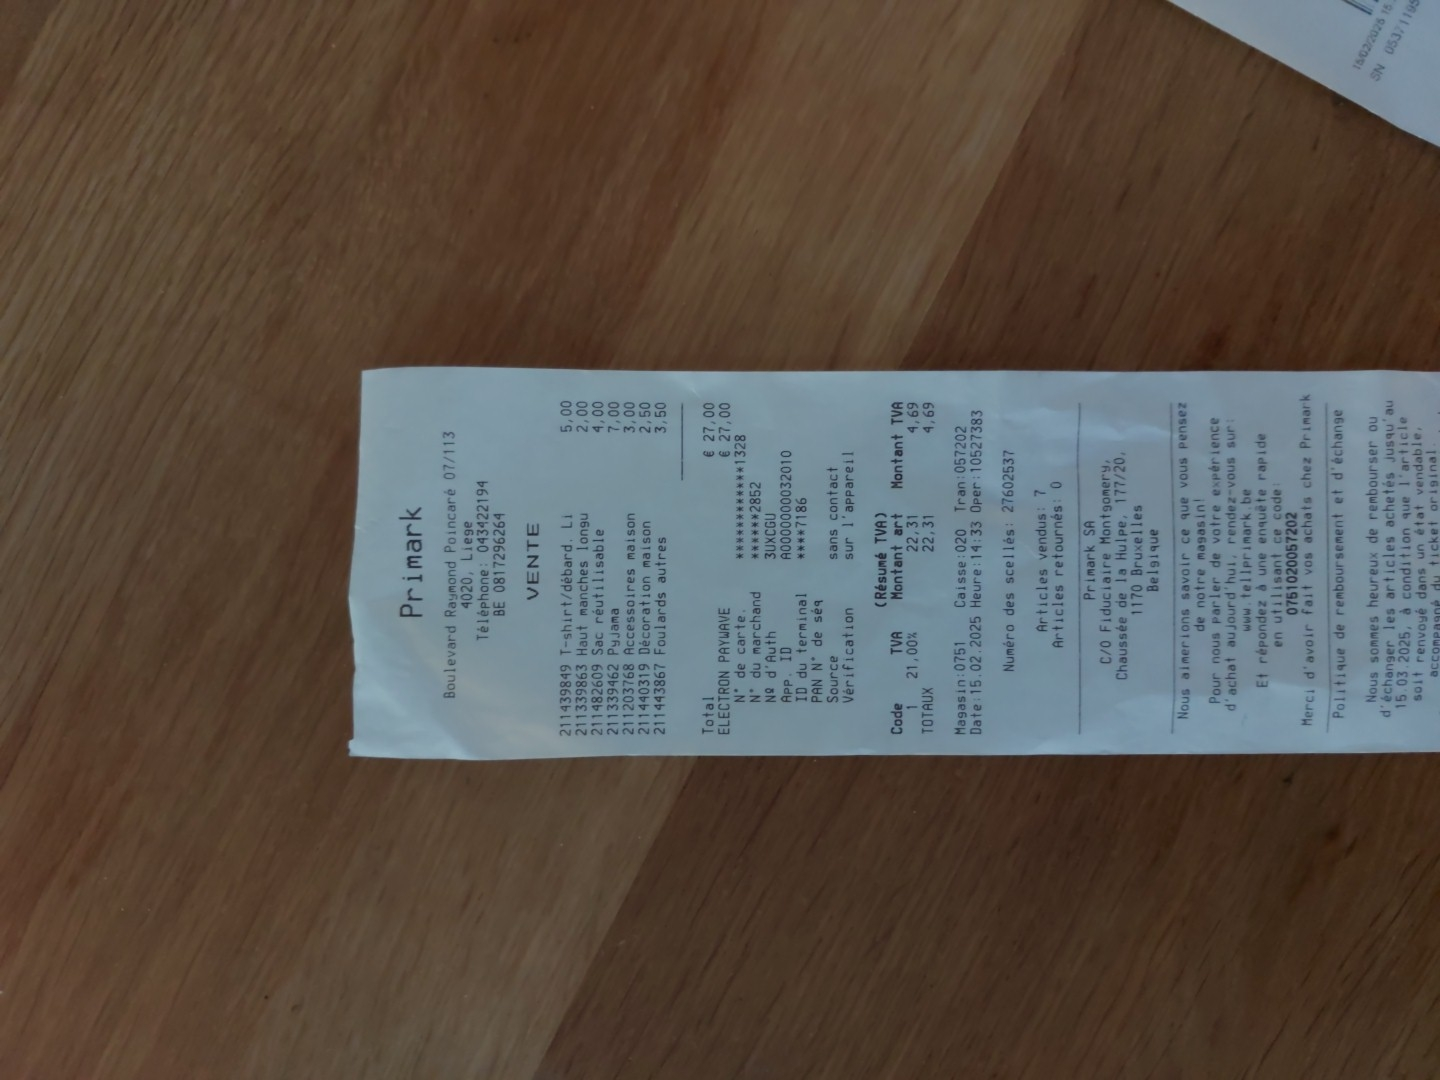 Primark
Boulevard Raymond Poincaré 07/113
4020, Liege
Téléphone: 043422194
BE 0817296264
VENTE
211439849 T-shirt/débard. Li 5,00
211339863 Haut manches longu 2,00
211482609 Sac réutilisable 4,00
211339462 Pyjama 7,00
211203768 Accessoires maison 3,00
211440319 Décoration maison 2,50
211443867 Foulards autres 3,50
Total € 27,00
ELECTRON PAYWAVE € 27,00
N° de carte. ************1328
N° du marchand ******2852
Nº d'Auth 3UXCGU
App. ID A0000000032010
ID du terminal ****7186
PAN N° de séq
Source sans contact
Vérification sur l'appareil
(Résumé TVA)
Code TVA Montant art Montant TVA
1 21,00% 22,31 4,69
TOTAUX 22,31 4,69
Magasin:0751 Caisse:020 Tran:057202
Date:15.02.2025 Heure:14:33 Oper:10527383
Numéro des scellés: 27602537
Articles vendus: 7
Articles retournés: 0
Primark SA
C/O Fiduciaire Montgomery,
Chaussée de la Hulpe, 177/20,
1170 Bruxelles
Belgique
Nous aimerions savoir ce que vous pensez
de notre magasin!
Pour nous parler de votre expérience
d'achat aujourd'hui, rendez-vous sur:
www.tellprimark.be
Et répondez à une enquête rapide
en utilisant ce code:
0751020057202
Merci d'avoir fait vos achats chez Primark
Politique de remboursement et d'échange
Nous sommes heureux de rembourser ou
d'échanger les articles achetés jusqu'au
15.03.2025, à condition que l'article
soit renvoyé dans un état vendable,
accompagné du ticket original.
15/02/2025 15:
SN 05371195